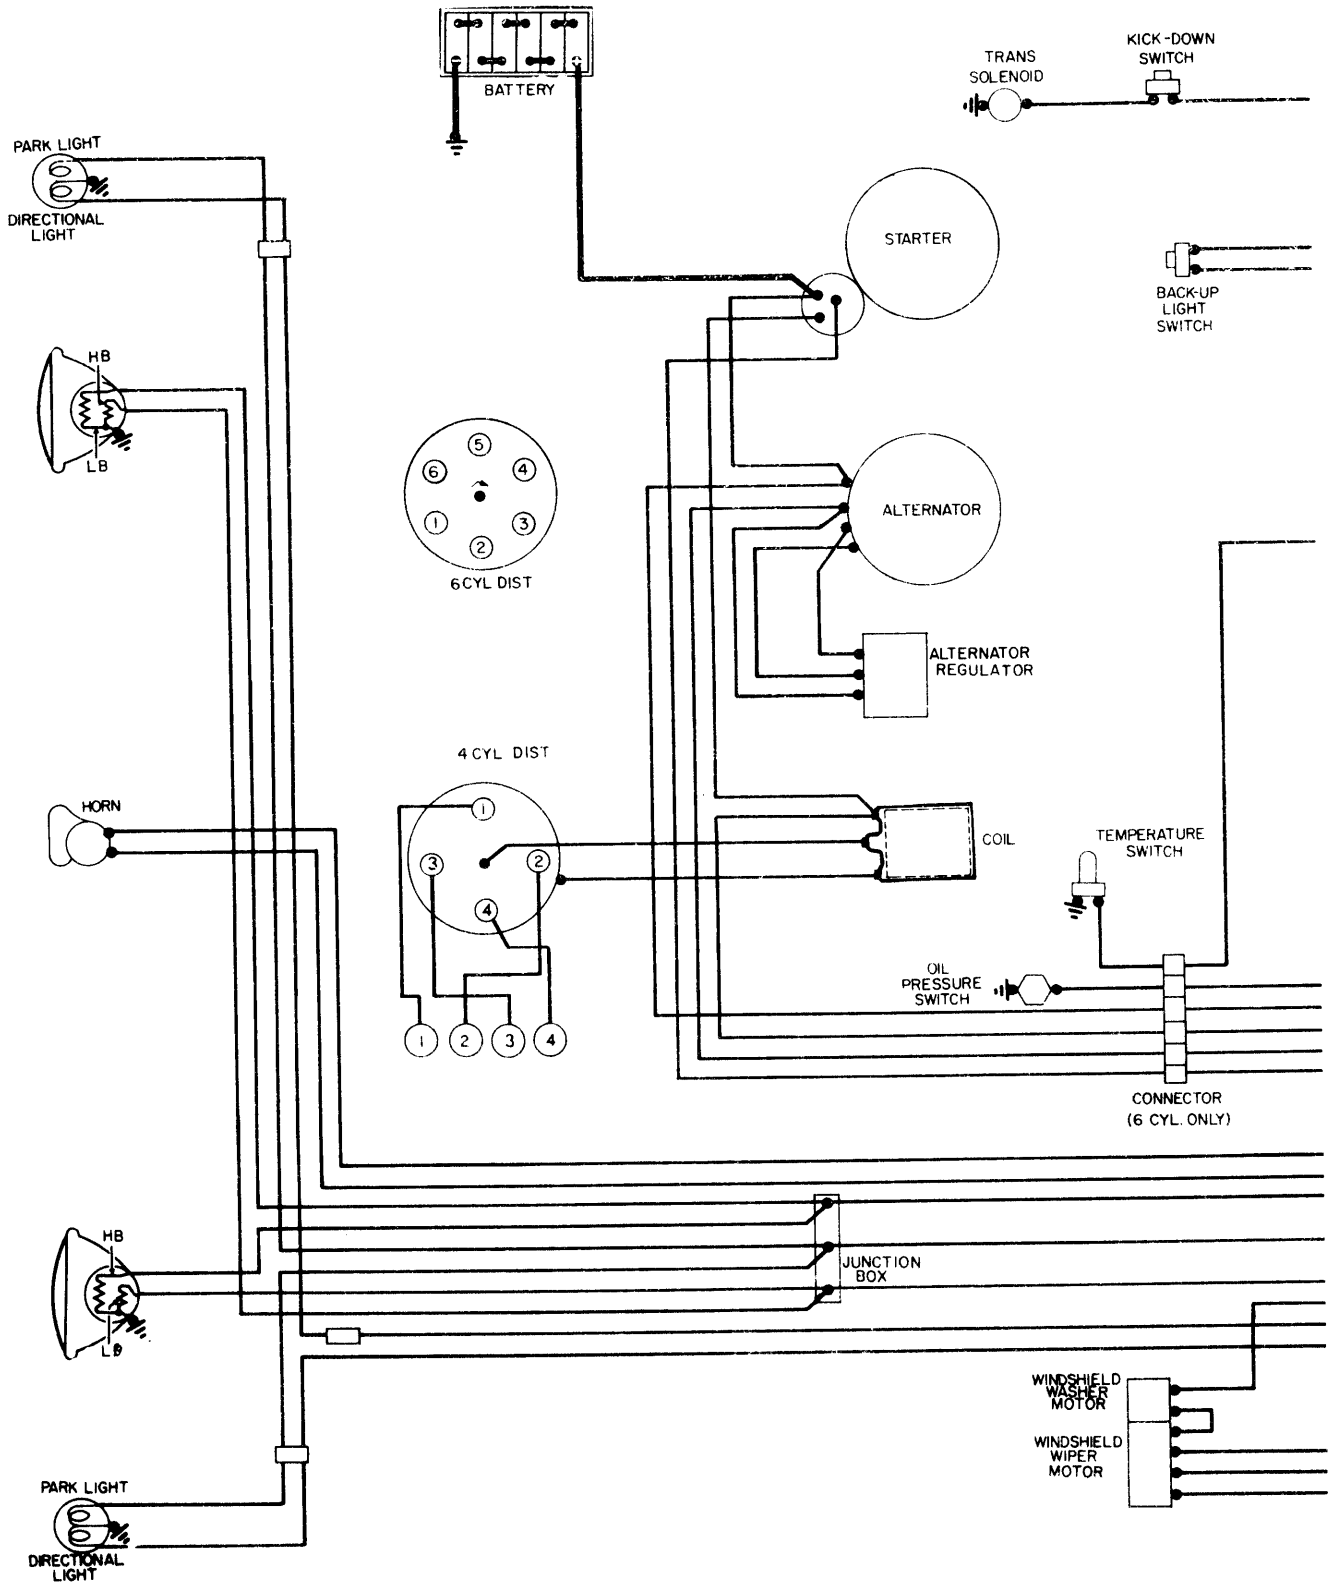 BATTERY
TRANS
SOLENOID
KICK-DOWN
SWITCH
PARK LIGHT
DIRECTIONAL
LIGHT
STARTER
BACK-UP
LIGHT
SWITCH
HB
LB
5
6
4
1
3
2
6 CYL DIST
ALTERNATOR
ALTERNATOR
REGULATOR
4 CYL DIST
HORN
1
3
2
4
COIL
TEMPERATURE
SWITCH
OIL
PRESSURE
SWITCH
1
2
3
4
CONNECTOR
(6 CYL. ONLY)
HB
JUNCTION
BOX
LB
WINDSHIELD
WASHER
MOTOR
WINDSHIELD
WIPER
MOTOR
PARK LIGHT
DIRECTIONAL
LIGHT